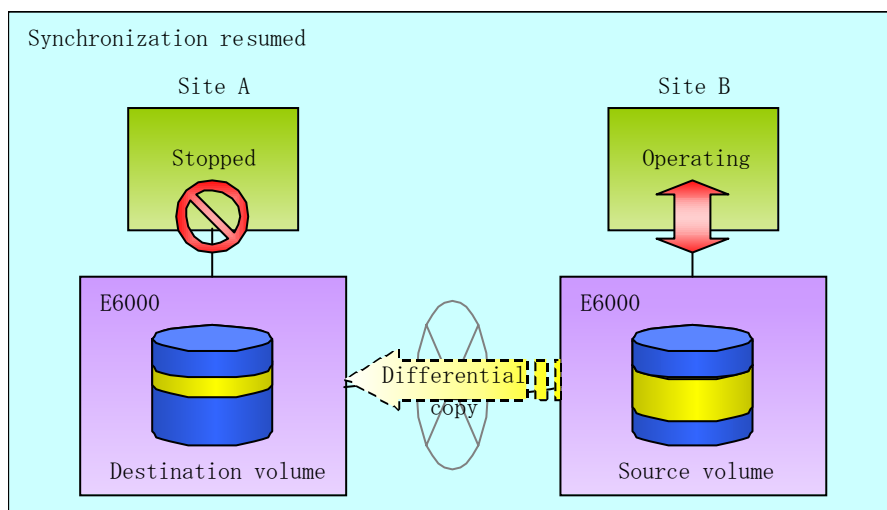 Synchronization resumed
Site A
Site B
Stopped
Operating
E6000
E6000
Differential
copy
Destination volume
Source volume